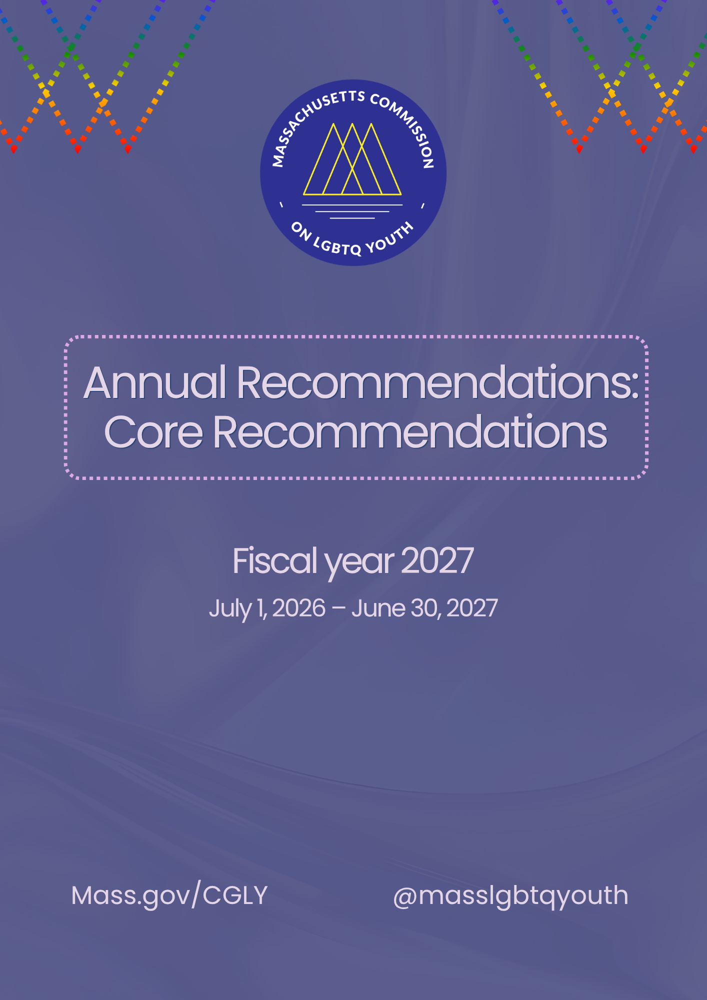 MASSACHUSETTS COMMISSION
- ON LGBTQ YOUTH -
Annual Recommendations:
Core Recommendations
Fiscal year 2027
July 1, 2026 – June 30, 2027
Mass.gov/CGLY
@masslgbtqyouth